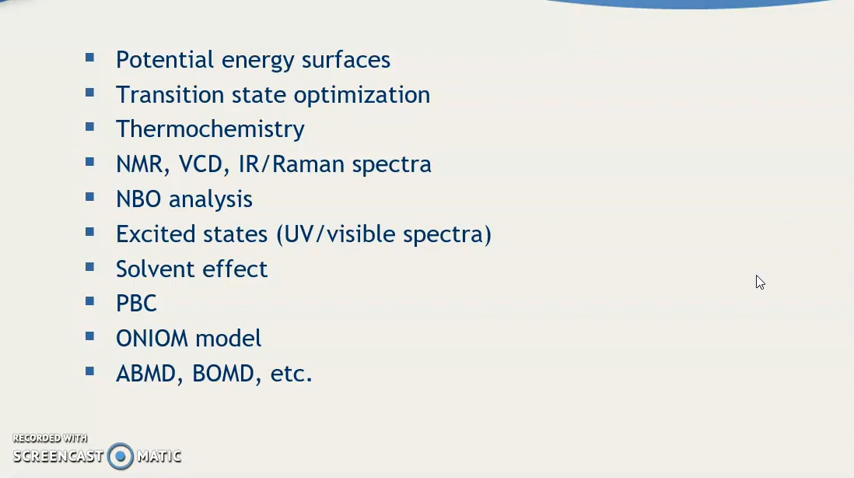 Potential energy surfaces
Transition state optimization
Thermochemistry
NMR, VCD, IR/Raman spectra
NBO analysis
Excited states (UV/visible spectra)
Solvent effect
PBC
ONIOM model
ABMD, BOMD, etc.
RECORDED WITH
SCREENCAST MATIC